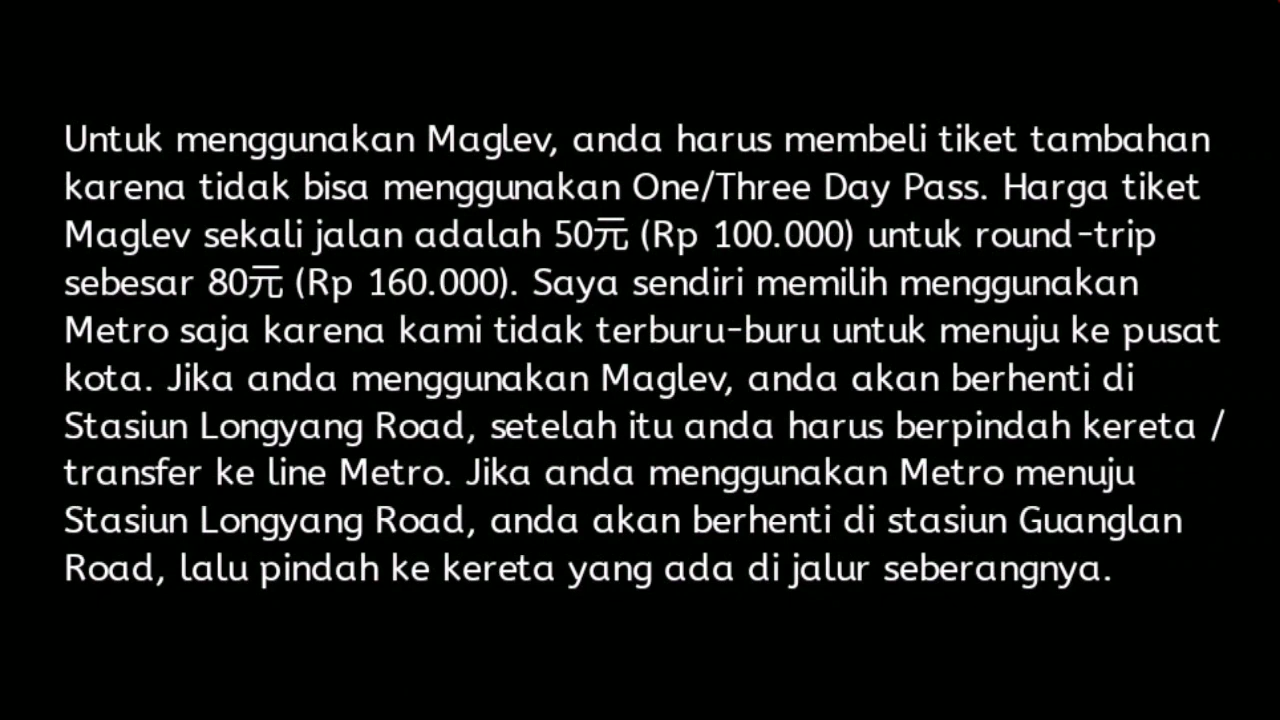 Untuk menggunakan Maglev, anda harus membeli tiket tambahan
karena tidak bisa menggunakan One/Three Day Pass. Harga tiket
Maglev sekali jalan adalah 50元 (Rp 100.000) untuk round-trip
sebesar 80元 (Rp 160.000). Saya sendiri memilih menggunakan
Metro saja karena kami tidak terburu-buru untuk menuju ke pusat
kota. Jika anda menggunakan Maglev, anda akan berhenti di
Stasiun Longyang Road, setelah itu anda harus berpindah kereta /
transfer ke line Metro. Jika anda menggunakan Metro menuju
Stasiun Longyang Road, anda akan berhenti di stasiun Guanglan
Road, lalu pindah ke kereta yang ada di jalur seberangnya.